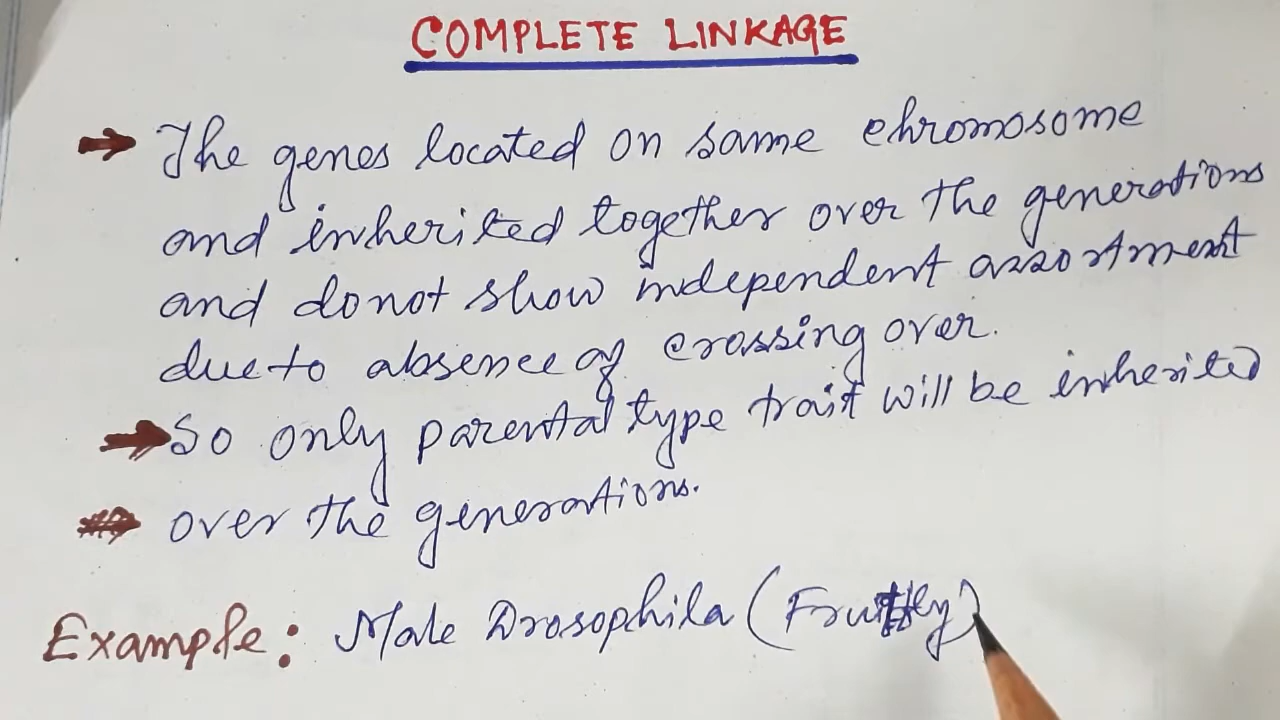 COMPLETE LINKAGE
The genes located on same chromosome
and inherited together over the generations
and do not show independent assortment
due to absence of crossing over.
So only parental type trait will be inherited
over the generations.
Example: Male Drosophila (Fruitfly)